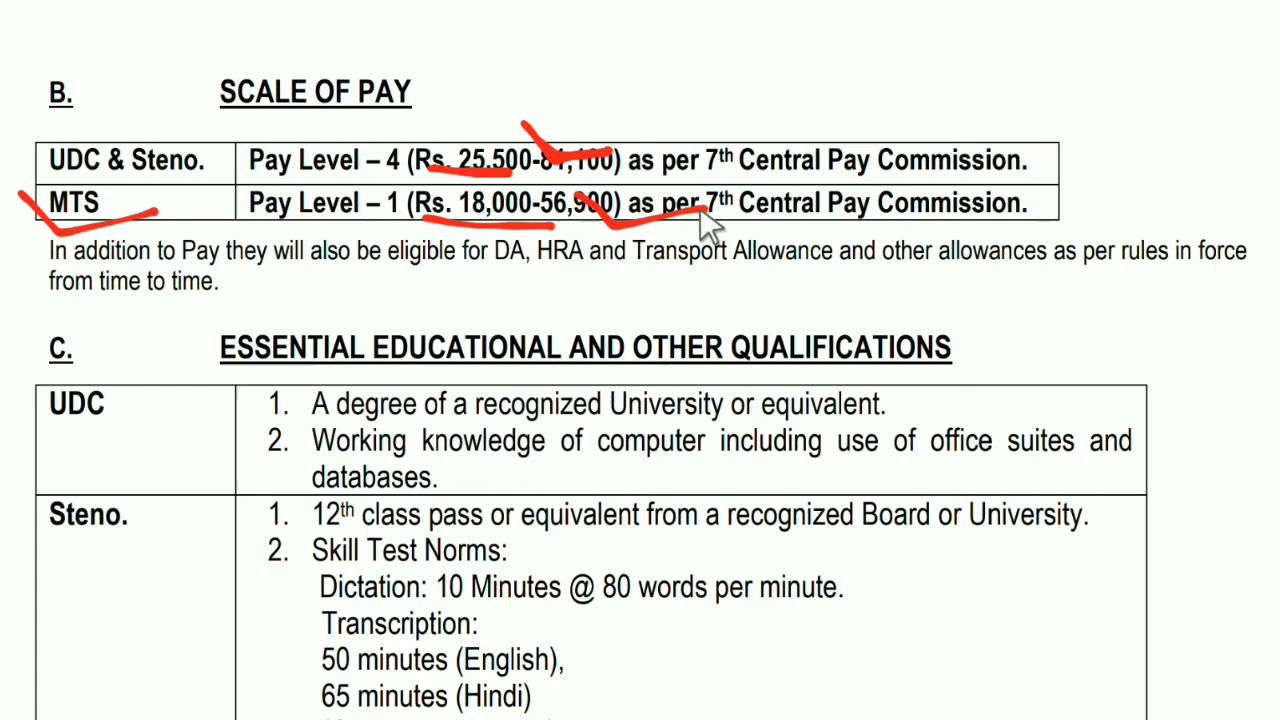 B. SCALE OF PAY
UDC & Steno. Pay Level – 4 (Rs. 25,500-81,100) as per 7th Central Pay Commission.
MTS Pay Level – 1 (Rs. 18,000-56,900) as per 7th Central Pay Commission.
In addition to Pay they will also be eligible for DA, HRA and Transport Allowance and other allowances as per rules in force
from time to time.
C. ESSENTIAL EDUCATIONAL AND OTHER QUALIFICATIONS
UDC 1. A degree of a recognized University or equivalent.
2. Working knowledge of computer including use of office suites and
databases.
Steno. 1. 12th class pass or equivalent from a recognized Board or University.
2. Skill Test Norms:
Dictation: 10 Minutes @ 80 words per minute.
Transcription:
50 minutes (English),
65 minutes (Hindi)